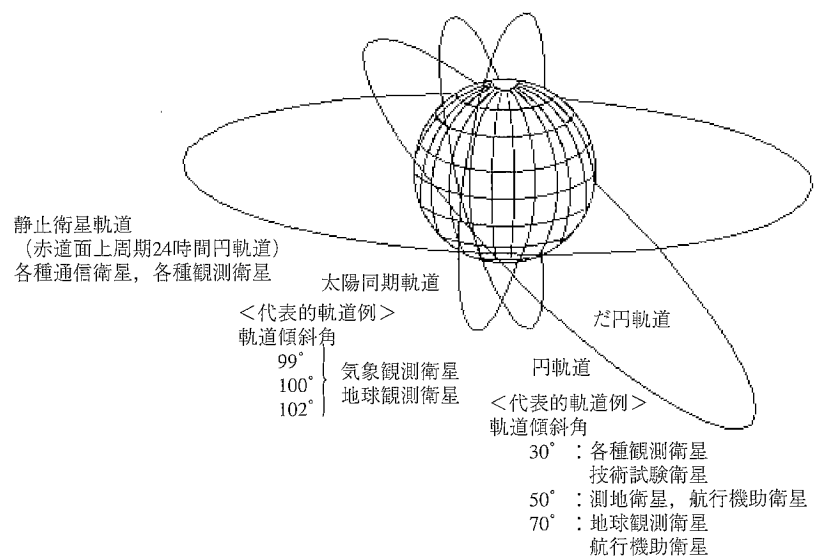 静止衛星軌道
（赤道面上周期24時間円軌道）
各種通信衛星，各種観測衛星
太陽同期軌道
＜代表的軌道例＞
軌道傾斜角
99°
100°
102°
気象観測衛星
地球観測衛星
だ円軌道
円軌道
＜代表的軌道例＞
軌道傾斜角
30°：各種観測衛星
技術試験衛星
50°：測地衛星，航行機助衛星
70°：地球観測衛星
航行機助衛星